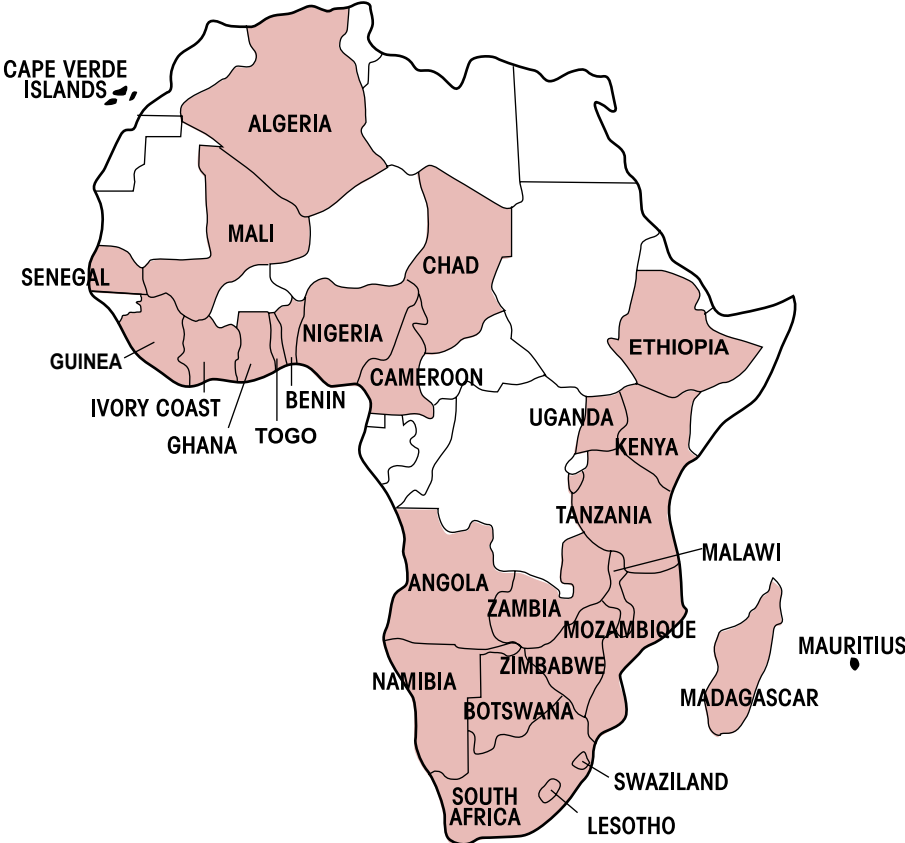 CAPE VERDE
ISLANDS
ALGERIA
MALI
CHAD
SENEGAL
NIGERIA
ETHIOPIA
GUINEA
CAMEROON
IVORY COAST
BENIN
UGANDA
GHANA
TOGO
KENYA
TANZANIA
MALAWI
ANGOLA
ZAMBIA
MOZAMBIQUE
MAURITIUS
ZIMBABWE
NAMIBIA
MADAGASCAR
BOTSWANA
SWAZILAND
SOUTH
AFRICA
LESOTHO